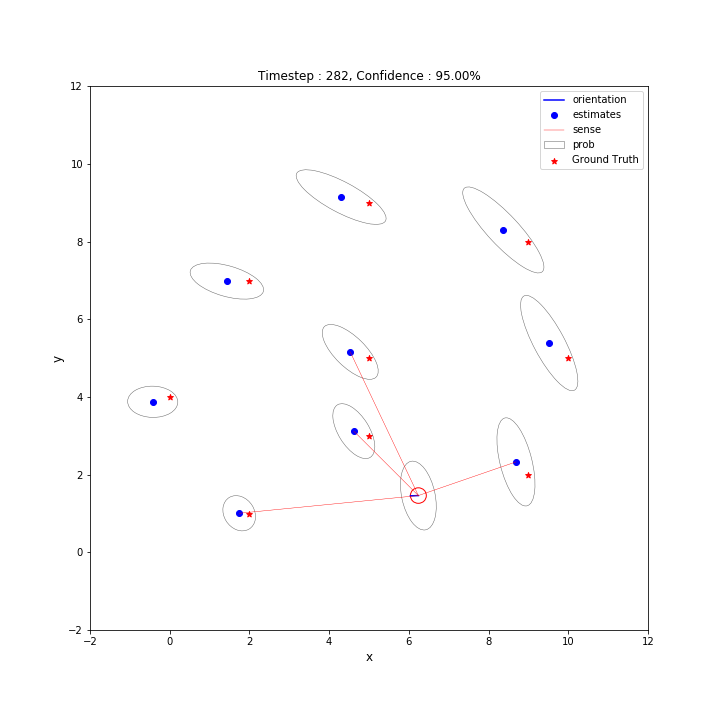 Timestep : 282, Confidence : 95.00%
orientation
estimates
sense
prob
Ground Truth
12
10
8
6
4
2
0
−2
y
−2 0 2 4 6 8 10 12
x